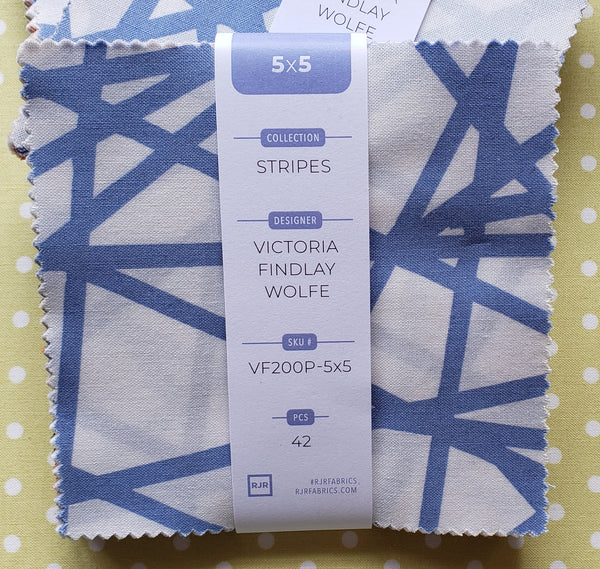 FINDLAY
WOLFE
5x5
COLLECTION
STRIPES
DESIGNER
VICTORIA
FINDLAY
WOLFE
SKU #
VF200P-5x5
PCS
42
RJR
#RJRFABRICS
RJRFABRICS.COM